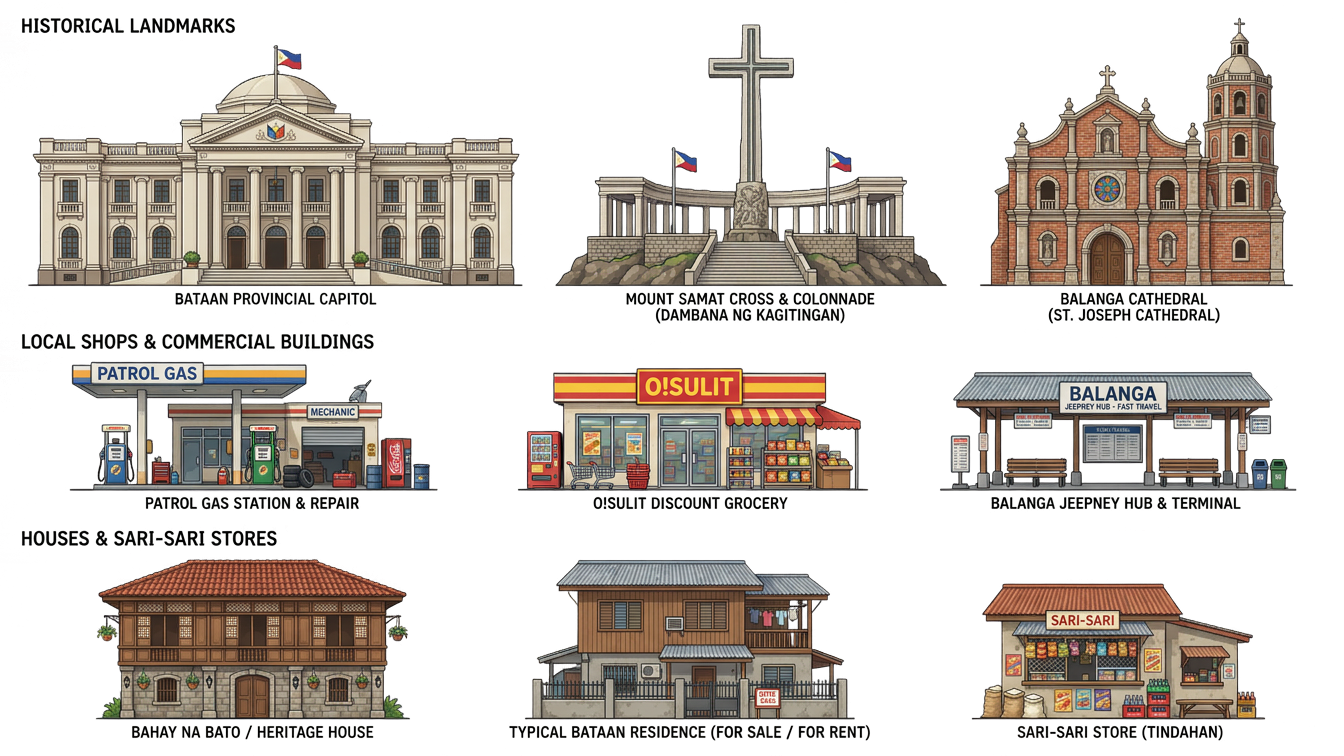 HISTORICAL LANDMARKS
BATAAN PROVINCIAL CAPITOL
MOUNT SAMAT CROSS & COLONNADE
(DAMBANA NG KAGITINGAN)
BALANGA CATHEDRAL
(ST. JOSEPH CATHEDRAL)
LOCAL SHOPS & COMMERCIAL BUILDINGS
PATROL GAS
MECHANIC
PATROL GAS STATION & REPAIR
O!SULIT
O!SULIT DISCOUNT GROCERY
BALANGA
JEEPREY HUB - FAST TRAVEL
BALANGA JEEPNEY HUB & TERMINAL
HOUSES & SARI-SARI STORES
BAHAY NA BATO / HERITAGE HOUSE
TYPICAL BATAAN RESIDENCE (FOR SALE / FOR RENT)
SARI-SARI
SARI-SARI STORE (TINDAHAN)